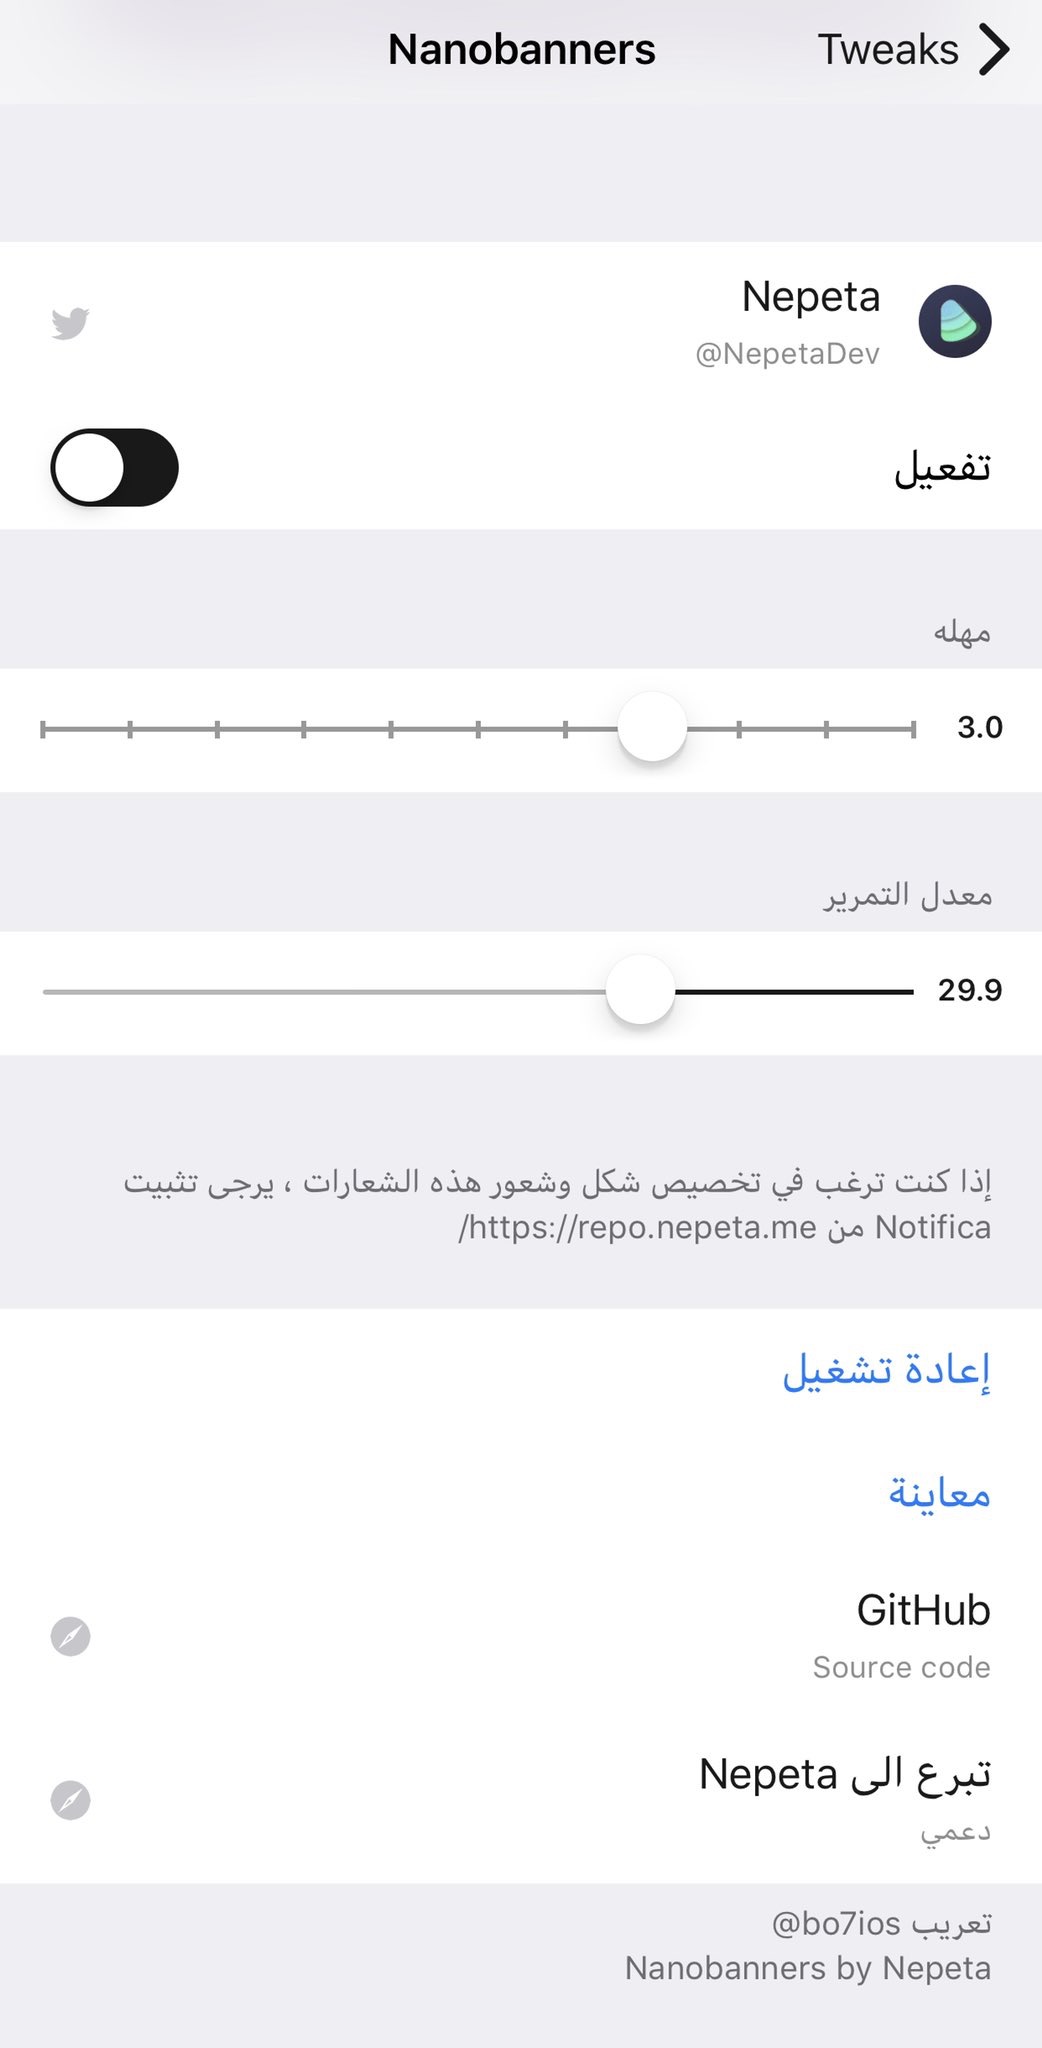 Nanobanners
Tweaks
Nepeta
@NepetaDev
تفعيل
مهله
3.0
معدل التمرير
29.9
إذا كنت ترغب في تخصيص شكل وشعور هذه الشعارات ، يرجى تثبيت
Notifica من https://repo.nepeta.me/
إعادة تشغيل
معاينة
GitHub
Source code
تبرع الى Nepeta
دعمي
تعريب @bo7ios
Nanobanners by Nepeta